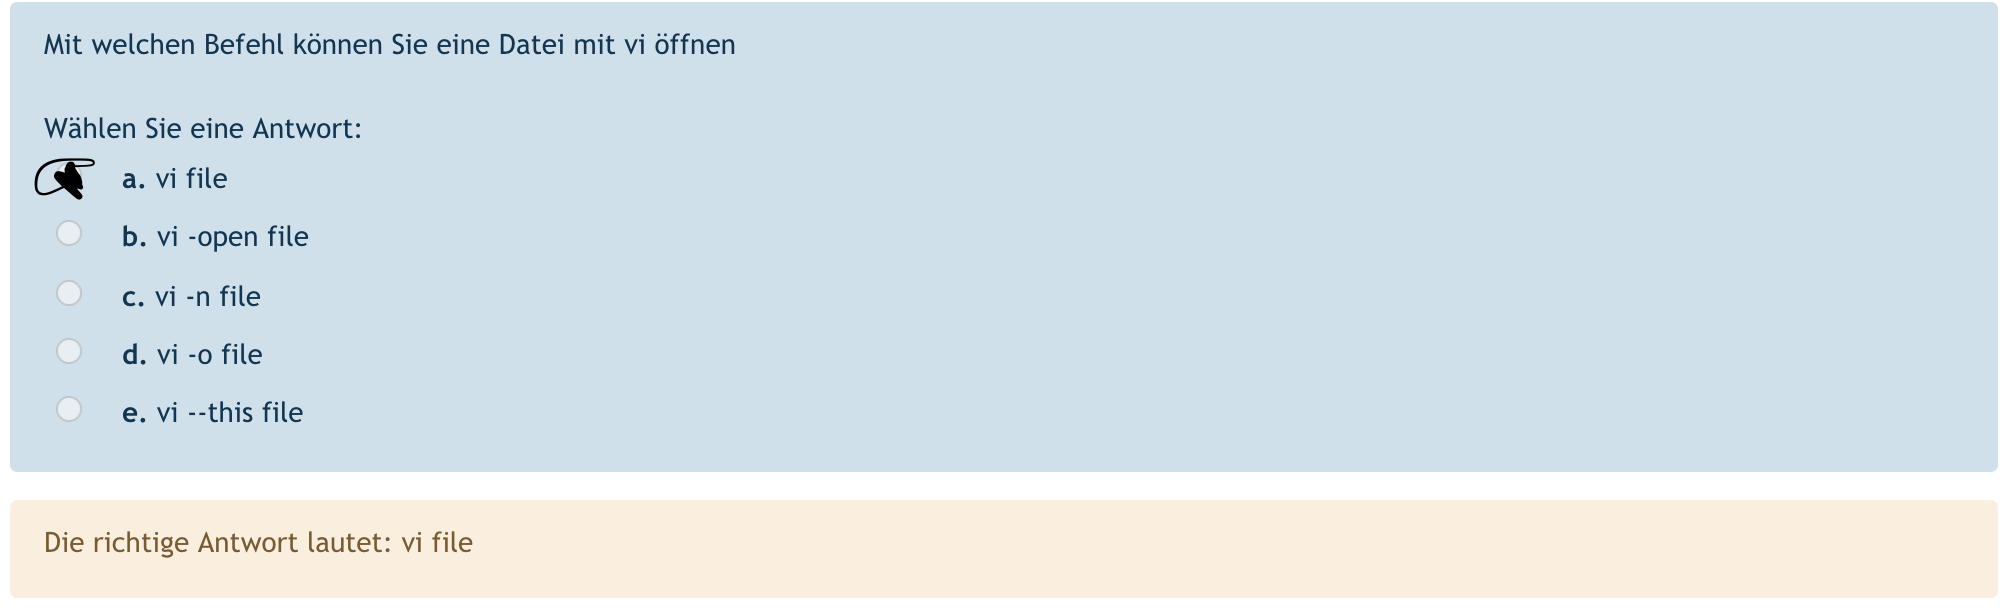 Mit welchen Befehl können Sie eine Datei mit vi öffnen
Wählen Sie eine Antwort:
a. vi file
b. vi -open file
c. vi -n file
d. vi -o file
e. vi --this file
Die richtige Antwort lautet: vi file